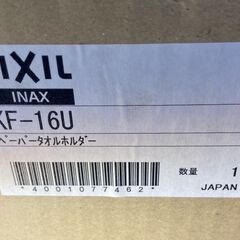 IXIL
INAX
KF-16U
ペーパータオルホルダー
*4001077462*
数量 1
JAPAN